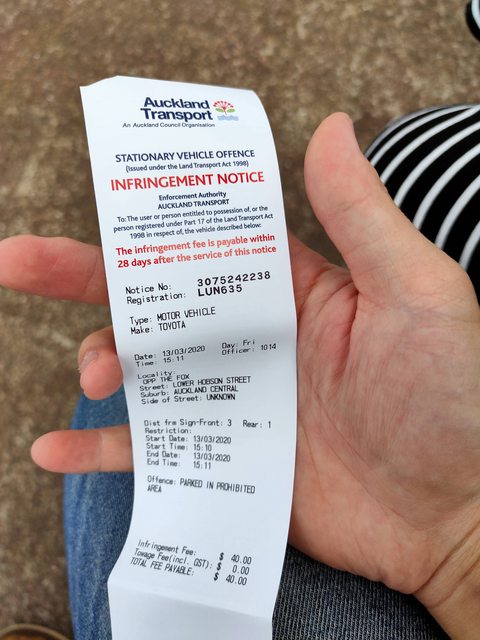 Auckland
Transport
An Auckland Council Organisation
STATIONARY VEHICLE OFFENCE
(Issued under the Land Transport Act 1998)
INFRINGEMENT NOTICE
Enforcement Authority
AUCKLAND TRANSPORT
To: The user or person entitled to possession of, or the
person registered under Part 17 of the Land Transport Act
1998 in respect of, the vehicle described below:
The infringement fee is payable within
28 days after the service of this notice
Notice No: 3075242238
Registration: LUN635
Type: MOTOR VEHICLE
Make: TOYOTA
Date: 13/03/2020 Day: Fri
Time: 15:11 Officer: 1014
Locality:
OPP THE FOX
Street: LOWER HOBSON STREET
Suburb: AUCKLAND CENTRAL
Side of Street: UNKNOWN
Dist frm Sign-Front: 3 Rear: 1
Restriction:
Start Date: 13/03/2020
Start Time: 15:10
End Date: 13/03/2020
End Time: 15:11
Offence: PARKED IN PROHIBITED
AREA
Infringement Fee: $ 40.00
Towage Fee(incl. GST): $ 0.00
TOTAL FEE PAYABLE: $ 40.00